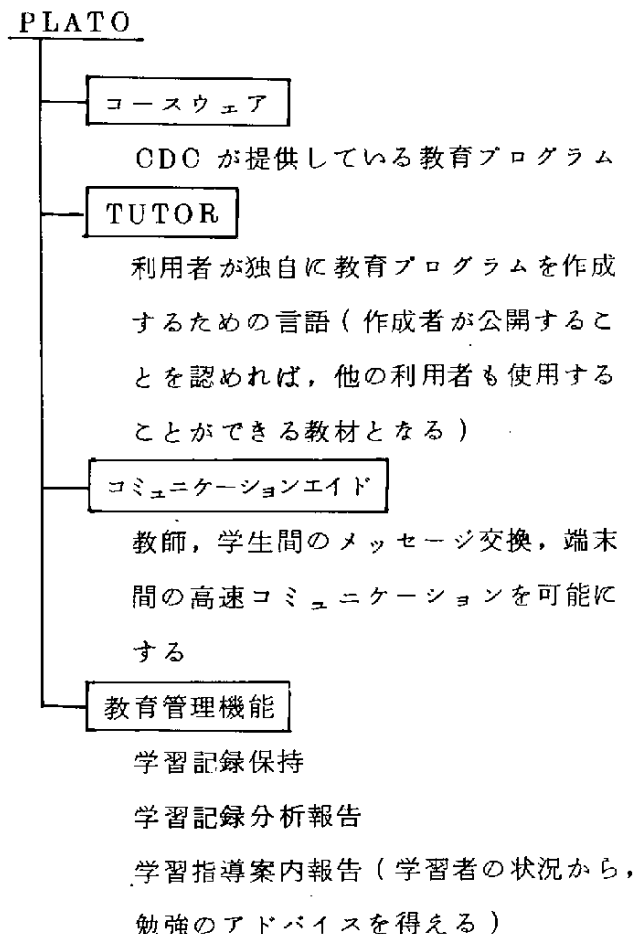 PLATO
コースウェア
CDC が提供している教育プログラム
TUTOR
利用者が独自に教育プログラムを作成
するための言語(作成者が公開するこ
とを認めれば,他の利用者も使用する
ことができる教材となる)
コミュニケーションエイド
教師,学生間のメッセージ交換,端末
間の高速コミュニケーションを可能に
する
教育管理機能
学習記録保持
学習記録分析報告
学習指導案内報告(学習者の状況から,
勉強のアドバイスを得える)